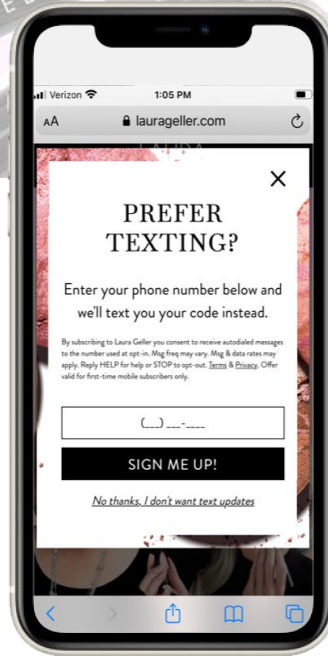 Verizon 1:05 PM
AA laurageller.com
LAURA
PREFER
TEXTING?
Enter your phone number below and
we'll text you your code instead.
By subscribing to Laura Geller you consent to receive autodialed messages
to the number used at opt-in. Msg freq may vary. Msg & data rates may
apply. Reply HELP for help or STOP to opt-out. Terms & Privacy. Offer
valid for first-time mobile subscribers only.
(___) ___-____
SIGN ME UP!
No thanks, I don't want text updates